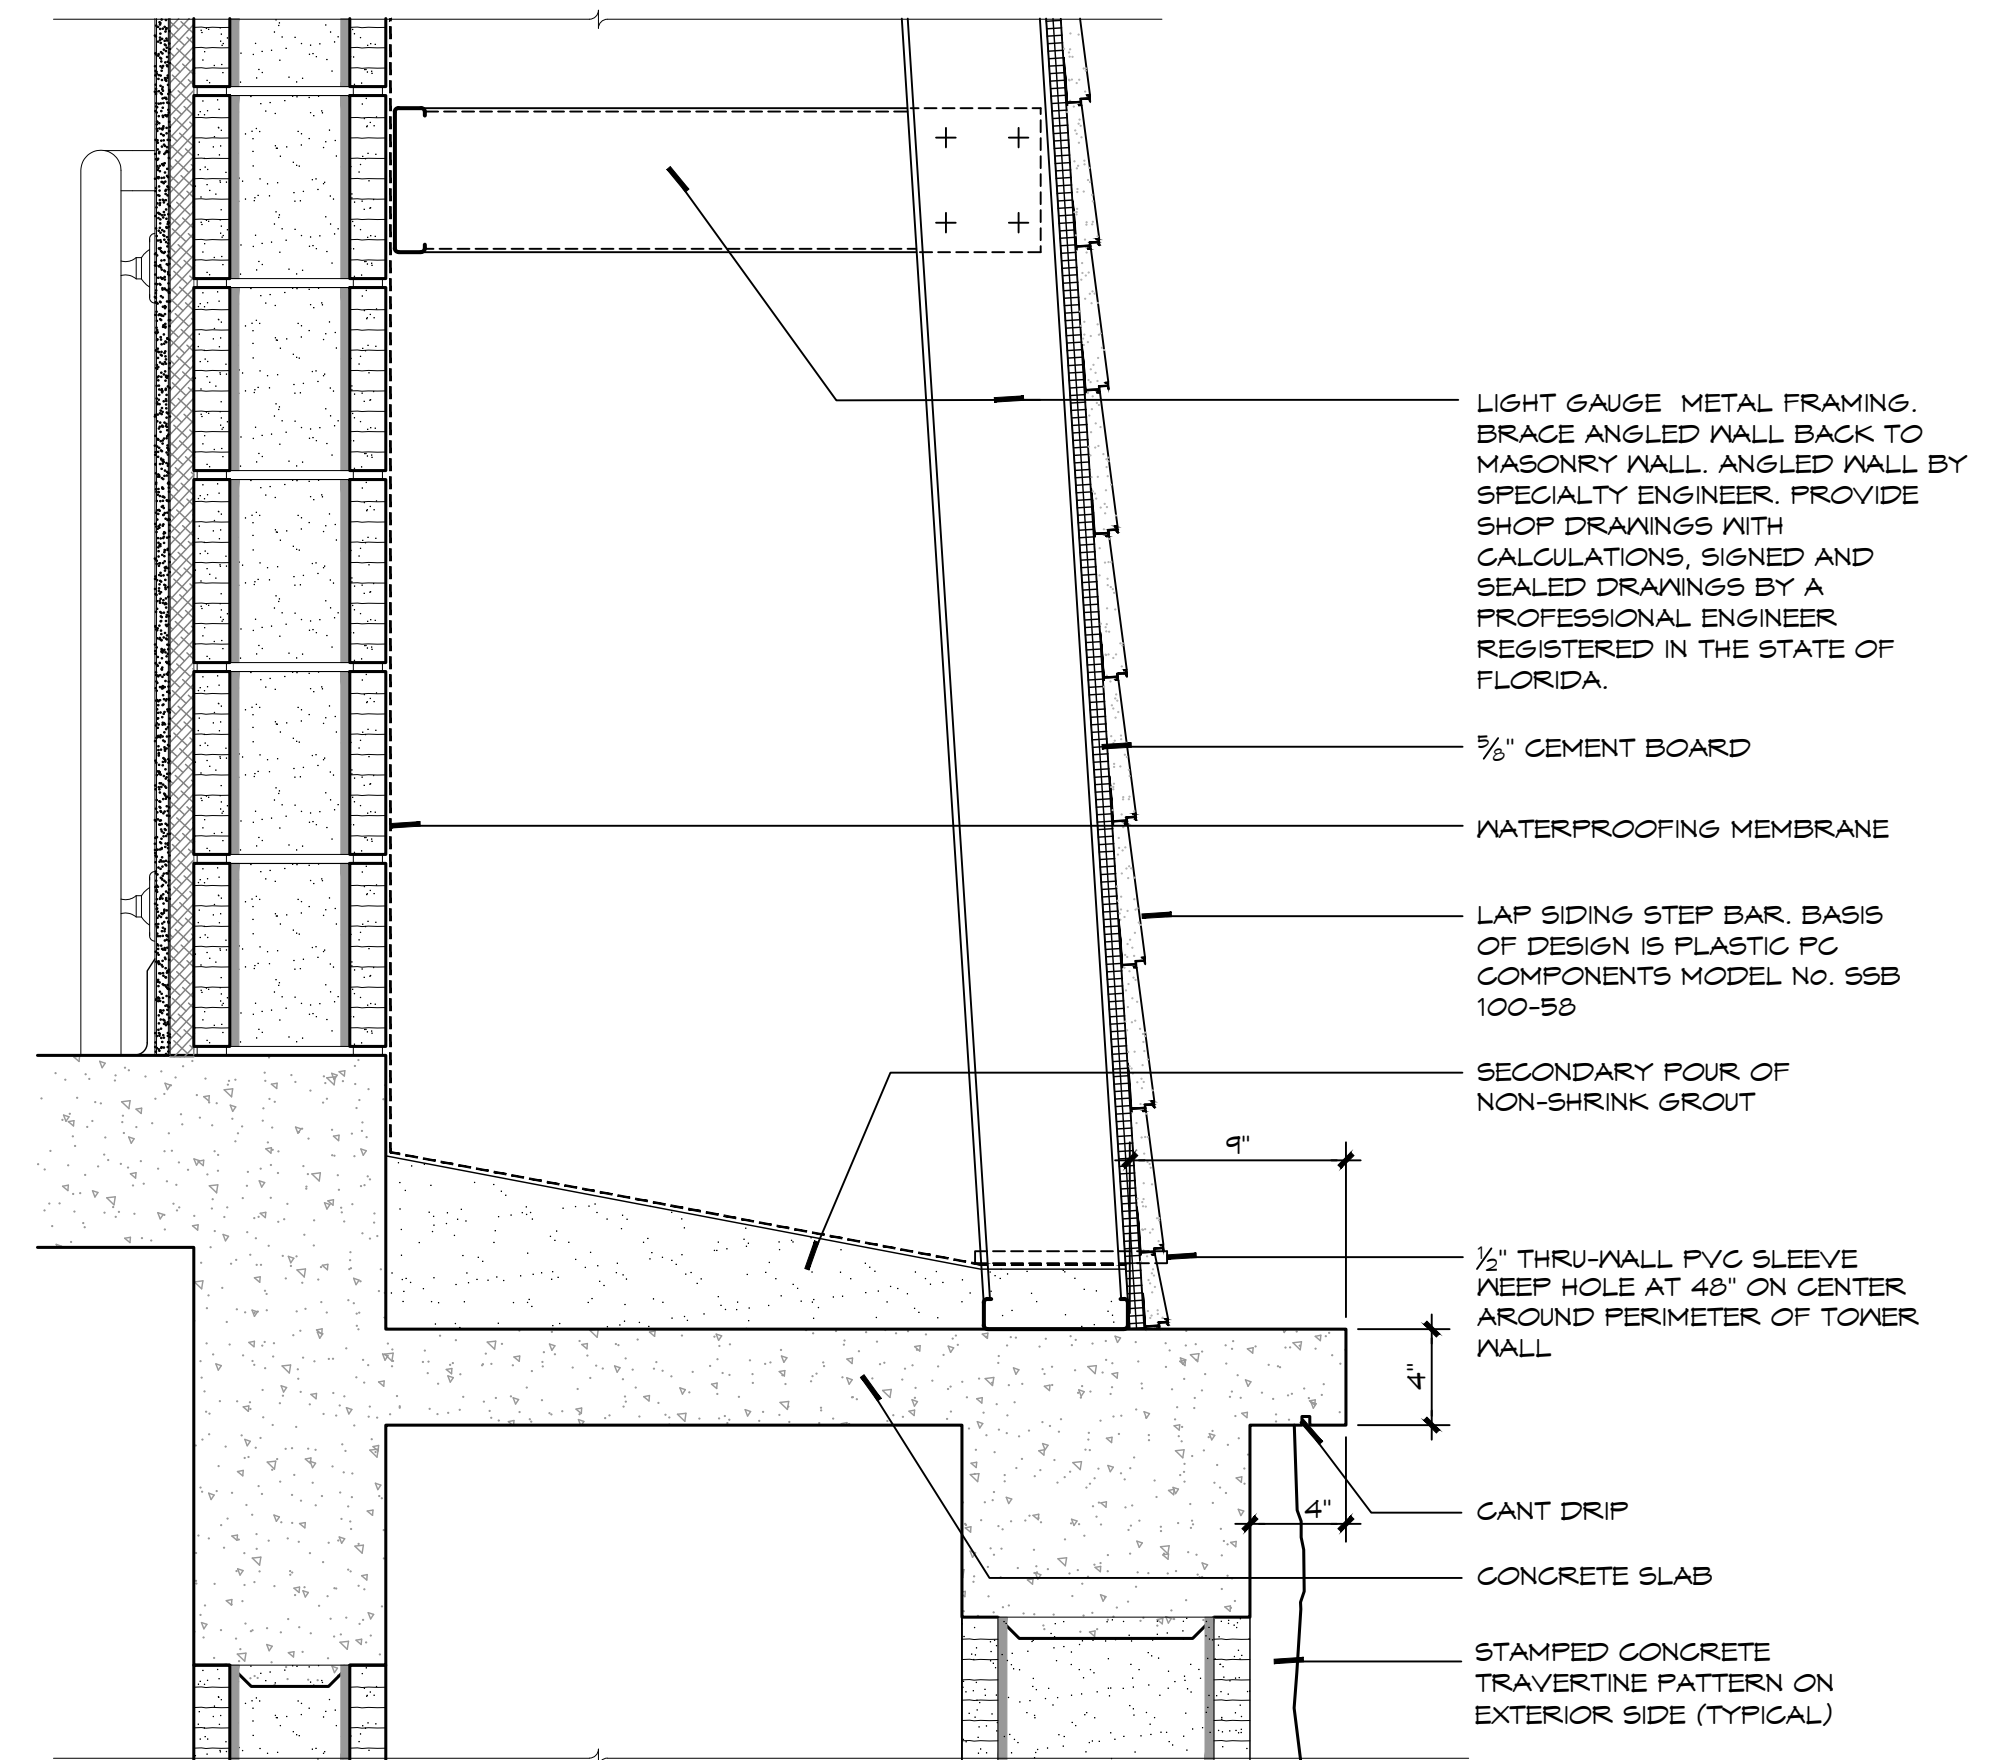 LIGHT GAUGE METAL FRAMING.
BRACE ANGLED WALL BACK TO
MASONRY WALL. ANGLED WALL BY
SPECIALTY ENGINEER. PROVIDE
SHOP DRAWINGS WITH
CALCULATIONS, SIGNED AND
SEALED DRAWINGS BY A
PROFESSIONAL ENGINEER
REGISTERED IN THE STATE OF
FLORIDA.
5/8" CEMENT BOARD
WATERPROOFING MEMBRANE
LAP SIDING STEP BAR. BASIS
OF DESIGN IS PLASTIC PC
COMPONENTS MODEL No. SSB
100-58
SECONDARY POUR OF
NON-SHRINK GROUT
9"
1/2" THRU-WALL PVC SLEEVE
WEEP HOLE AT 48" ON CENTER
AROUND PERIMETER OF TOWER
WALL
4"
4"
CANT DRIP
CONCRETE SLAB
STAMPED CONCRETE
TRAVERTINE PATTERN ON
EXTERIOR SIDE (TYPICAL)